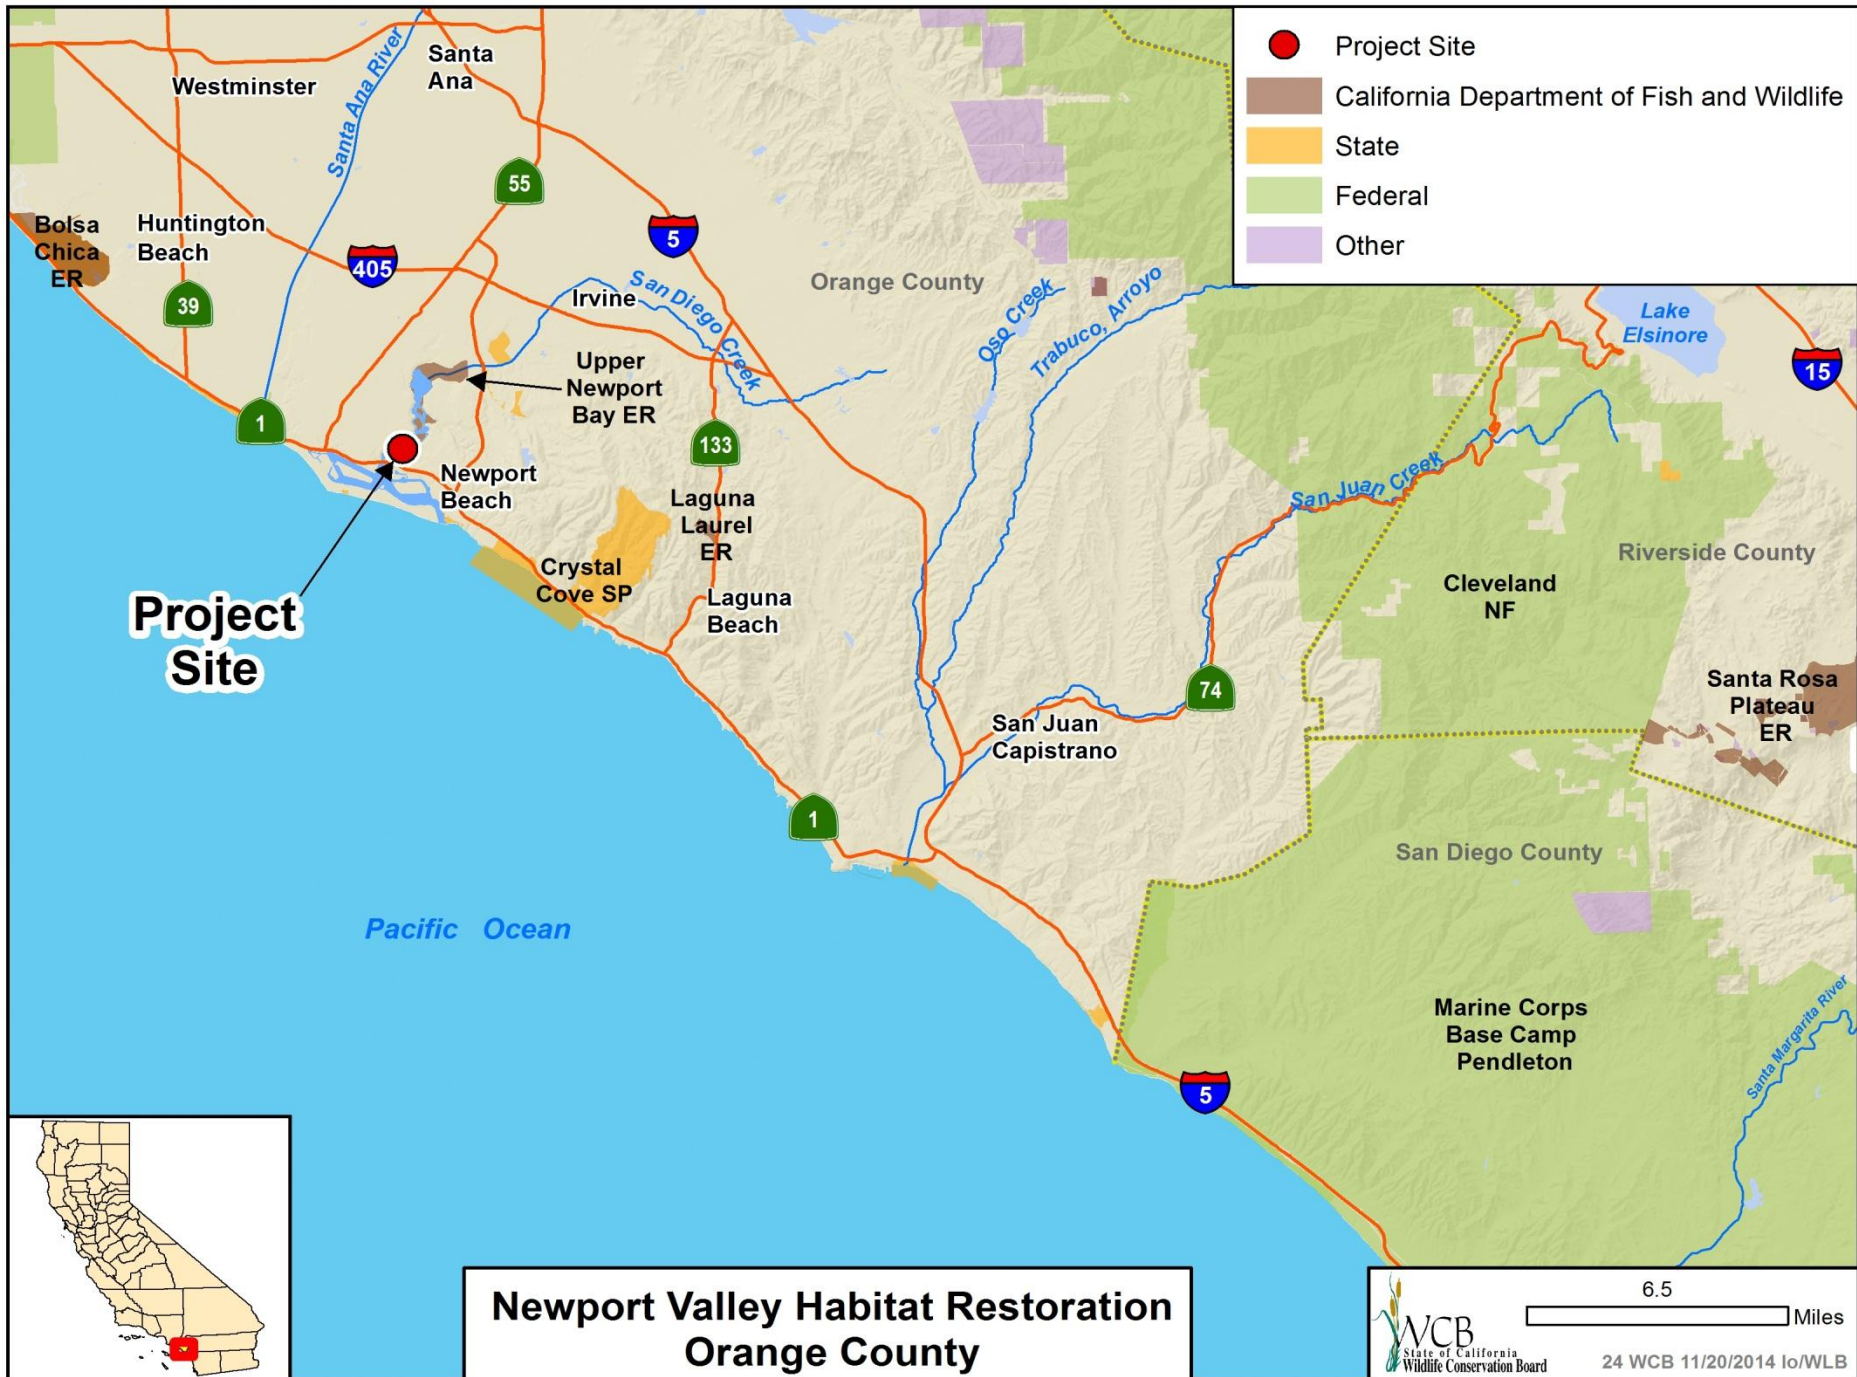 Project Site
California Department of Fish and Wildlife
State
Federal
Other
Westminster
Santa
Ana
Santa Ana River
55
5
405
39
1
Bolsa
Chica
ER
Huntington
Beach
Irvine
San Diego Creek
Orange County
Oso Creek
Trabuco, Arroyo
Lake
Elsinore
15
Upper
Newport
Bay ER
133
Newport
Beach
Laguna
Laurel
ER
San Juan Creek
Riverside County
Crystal
Cove SP
Cleveland
NF
Laguna
Beach
Project
Site
74
Santa Rosa
Plateau
ER
San Juan
Capistrano
1
San Diego County
Pacific Ocean
Marine Corps
Base Camp
Pendleton
Santa Margarita River
5
Newport Valley Habitat Restoration
Orange County
WCB
State of California
Wildlife Conservation Board
6.5
Miles
24 WCB 11/20/2014 lo/WLB